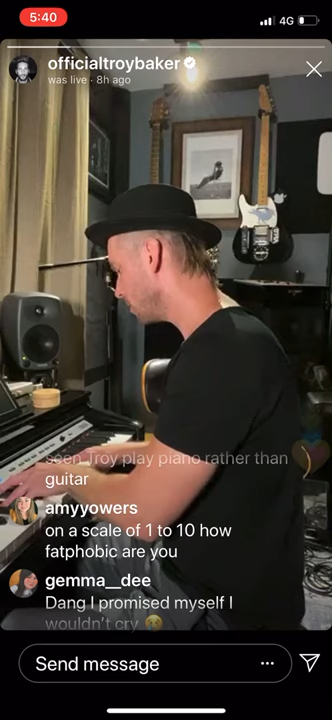 5:40
4G
officialtroybaker
was live · 8h ago
seen Troy play piano rather than
guitar
amyyowers
on a scale of 1 to 10 how
fatphobic are you
gemma__dee
Dang I promised myself I
wouldn't cry 😢
Send message